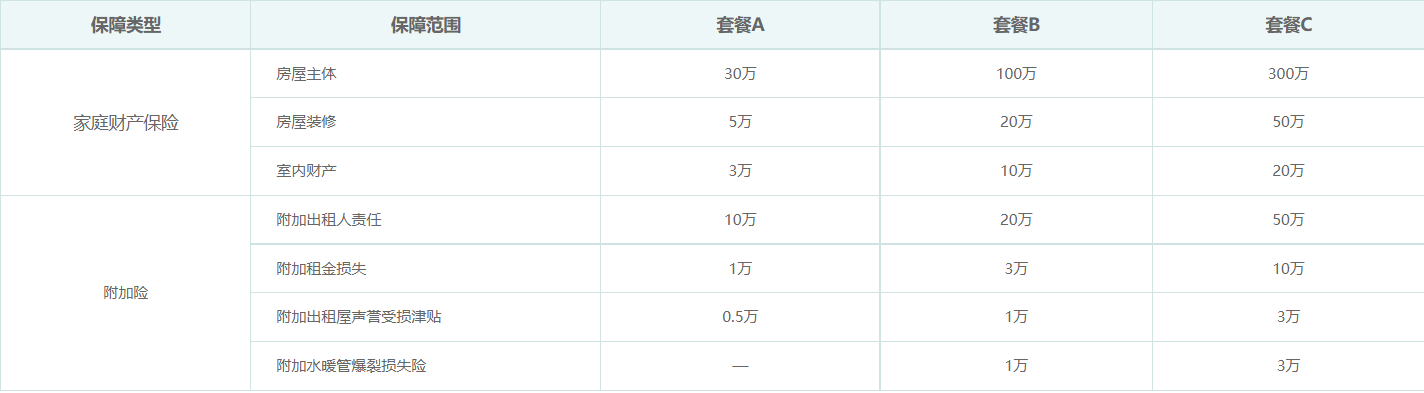 保障类型 保障范围 套餐A 套餐B 套餐C
家庭财产保险 房屋主体 30万 100万 300万
房屋装修 5万 20万 50万
室内财产 3万 10万 20万
附加险 附加出租人责任 10万 20万 50万
附加租金损失 1万 3万 10万
附加出租屋声誉受损津贴 0.5万 1万 3万
附加水暖管爆裂损失险 — 1万 3万